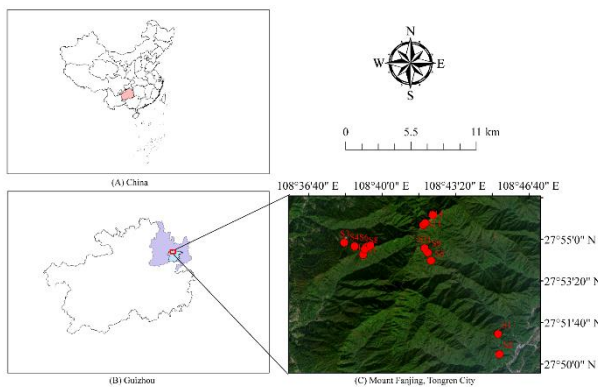 N
W E
S
0 5.5 11 km
(A) China
108°36'40" E 108°40'0" E 108°43'20" E 108°46'40" E
27°55'0" N
27°53'20" N
27°51'40" N
27°50'0" N
(B) Guizhou
(C) Mount Fanjing, Tongren City